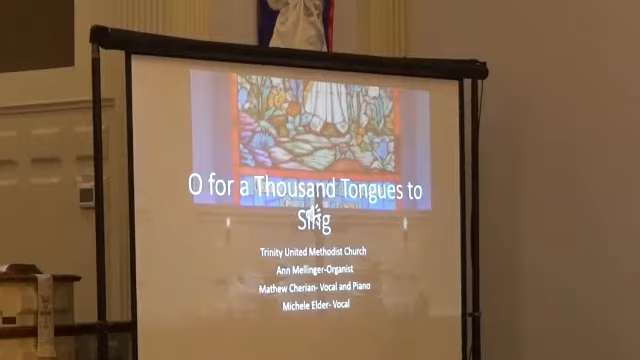 O for a Thousand Tongues to
Sing
Trinity United Methodist Church
Ann Mellinger-Organist
Mathew Cherian- Vocal and Piano
Michele Elder- Vocal